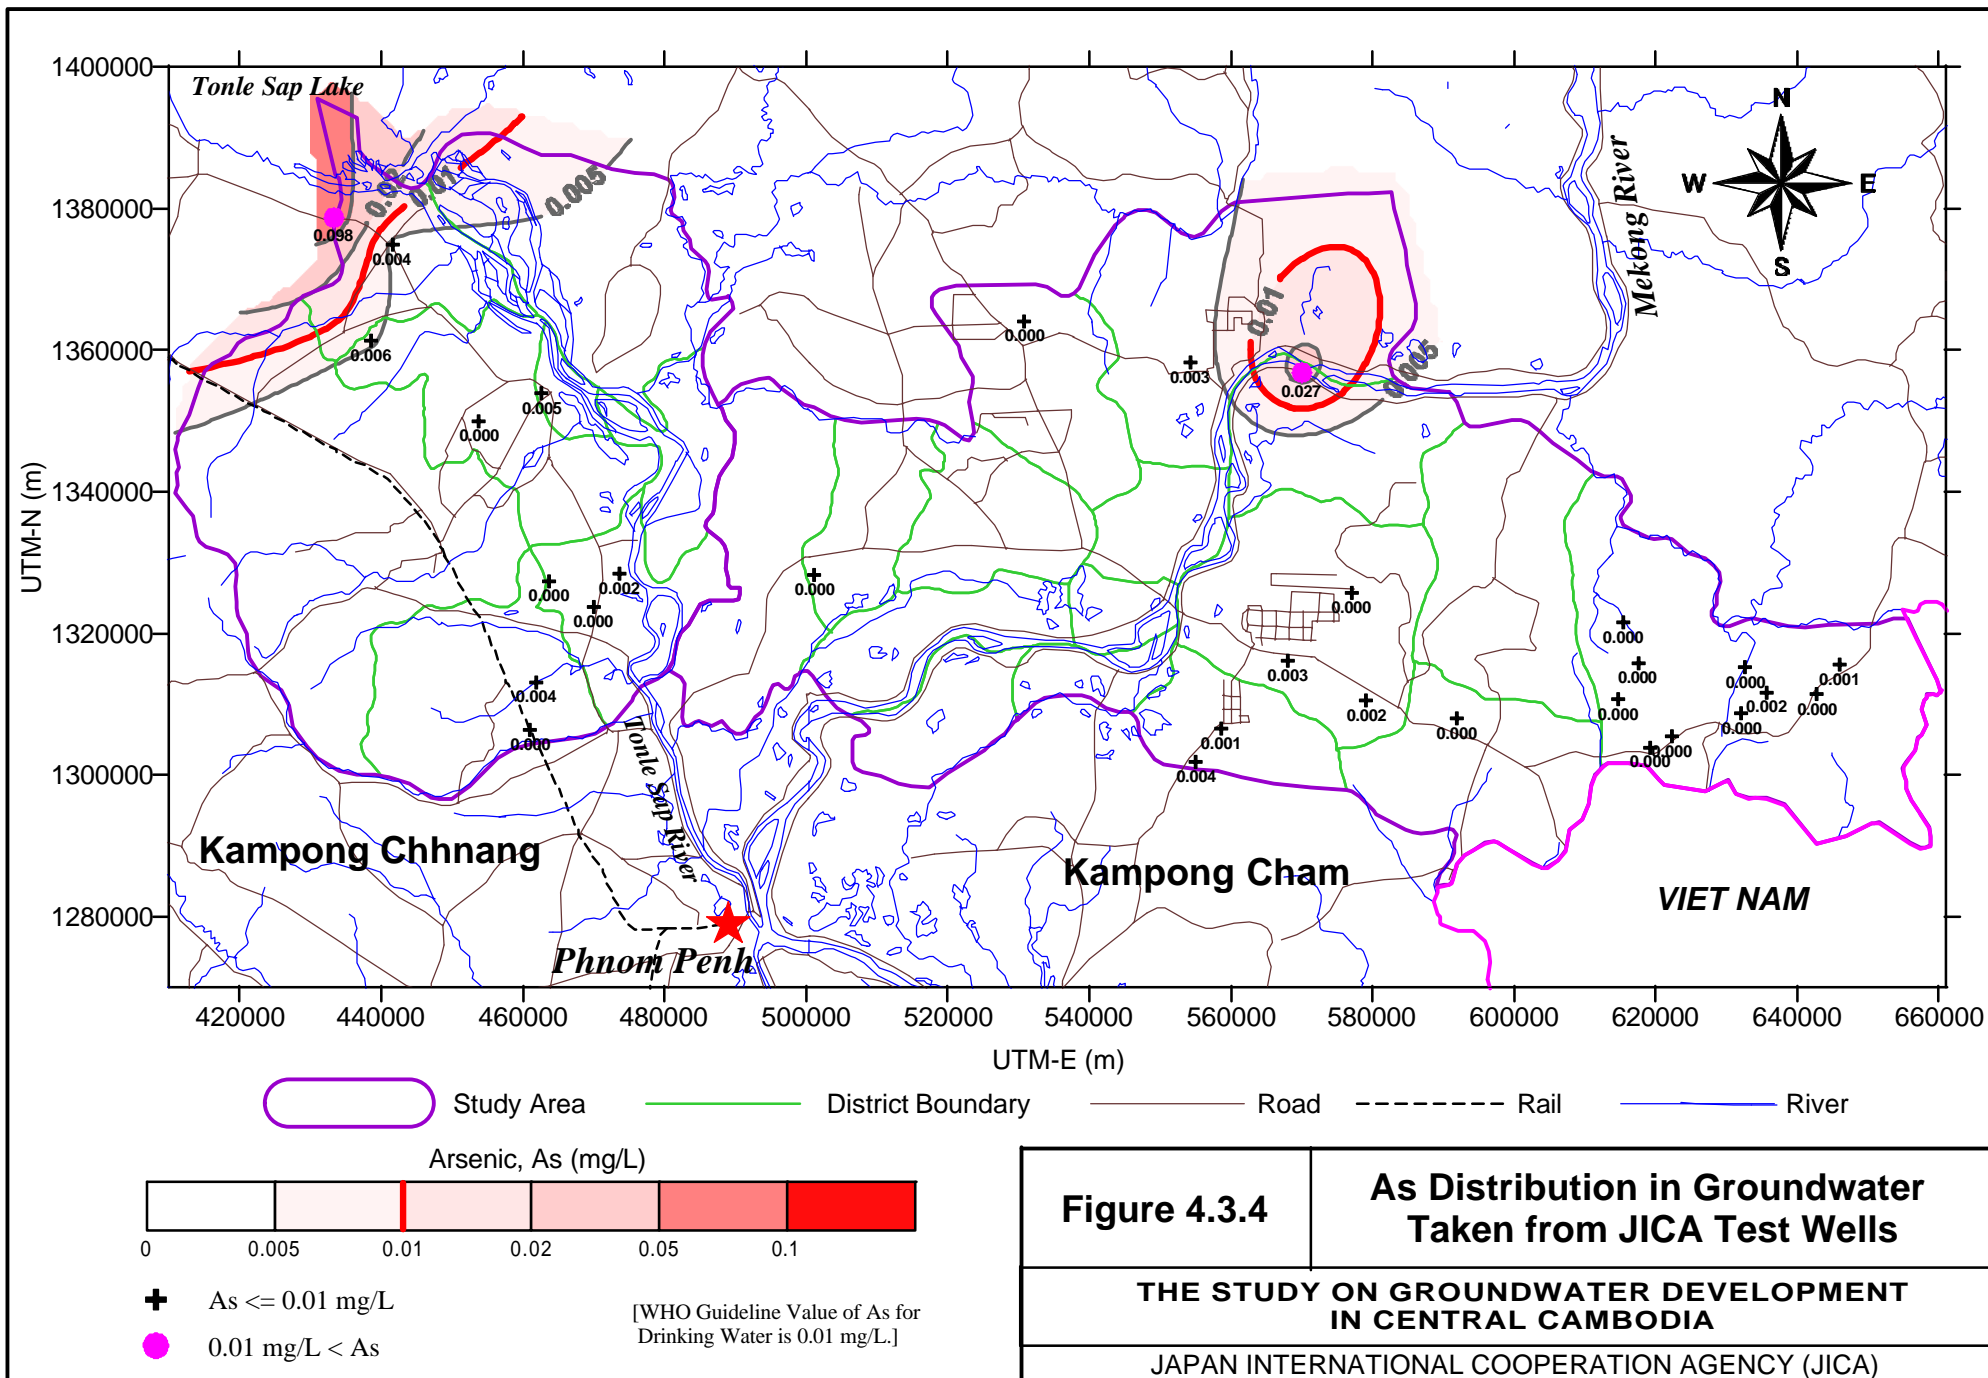 1400000
1380000
1360000
1340000
1320000
1300000
1280000
UTM-N (m)
Tonle Sap Lake
N
W
E
S
Mekong River
0.01
0.005
0.098
0.004
0.006
0.005
0.000
0.000
0.002
0.000
0.004
0.000
0.000
0.000
0.003
0.01
0.005
0.027
0.000
0.003
0.002
0.001
0.004
0.000
0.000
0.000
0.000
0.000
0.000
0.000
0.002
0.000
0.000
0.001
Tonle Sap River
Kampong Chhnang
Kampong Cham
VIET NAM
Phnom Penh
420000 440000 460000 480000 500000 520000 540000 560000 580000 600000 620000 640000 660000
UTM-E (m)
Study Area District Boundary Road Rail River
Arsenic, As (mg/L)
0 0.005 0.01 0.02 0.05 0.1
As <= 0.01 mg/L
0.01 mg/L < As
[WHO Guideline Value of As for
Drinking Water is 0.01 mg/L.]
Figure 4.3.4
As Distribution in Groundwater
Taken from JICA Test Wells
THE STUDY ON GROUNDWATER DEVELOPMENT
IN CENTRAL CAMBODIA
JAPAN INTERNATIONAL COOPERATION AGENCY (JICA)